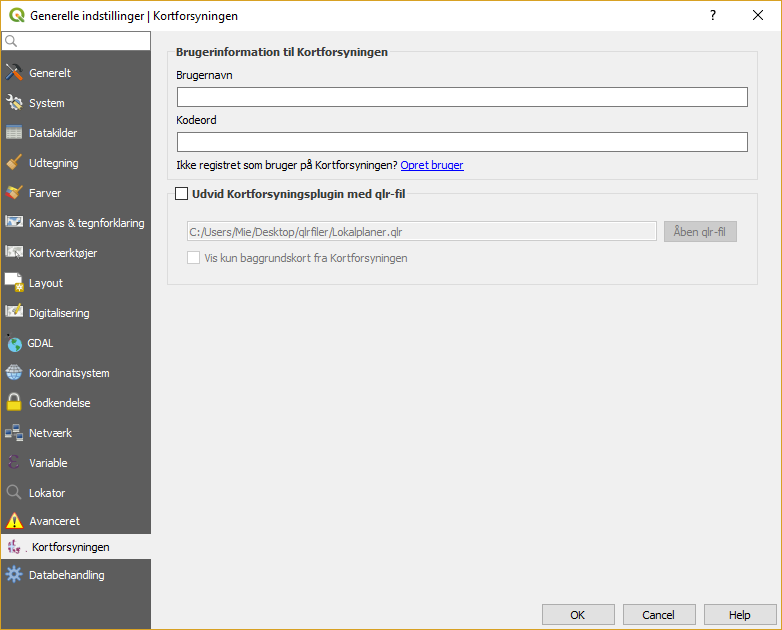 Generelle indstillinger | Kortforsyningen
?
Generelt
System
Datakilder
Udtegning
Farver
Kanvas & tegnforklaring
Kortværktøjer
Layout
Digitalisering
GDAL
Koordinatsystem
Godkendelse
Netværk
Variable
Lokator
Avanceret
Kortforsyningen
Databehandling
Brugerinformation til Kortforsyningen
Brugernavn
Kodeord
Ikke registret som bruger på Kortforsyningen? Opret bruger
Udvid Kortforsyningsplugin med qlr-fil
C:/Users/Mie/Desktop/qlrfiler/Lokalplaner.qlr
Åben qlr-fil
Vis kun baggrundskort fra Kortforsyningen
OK
Cancel
Help